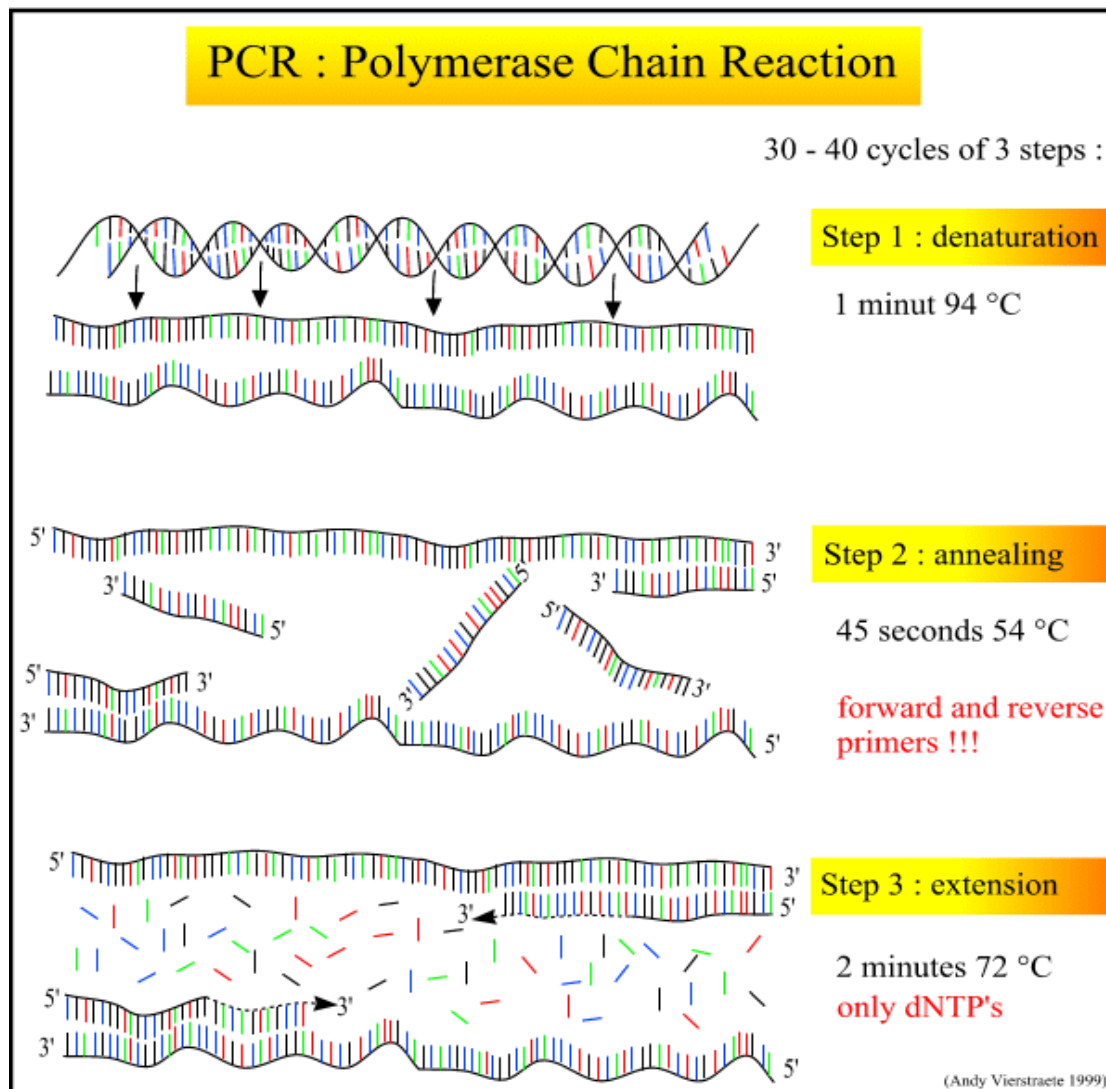 PCR : Polymerase Chain Reaction
30 - 40 cycles of 3 steps :
Step 1 : denaturation
1 minut 94 °C
5'
3'
Step 2 : annealing
3'
5'
3'
5'
5'
45 seconds 54 °C
5'
5'
3'
3'
3'
forward and reverse
primers !!!
3'
5'
5'
3'
Step 3 : extension
3'
5'
2 minutes 72 °C
5'
3'
only dNTP's
3'
5'
(Andy Vierstraete 1999)